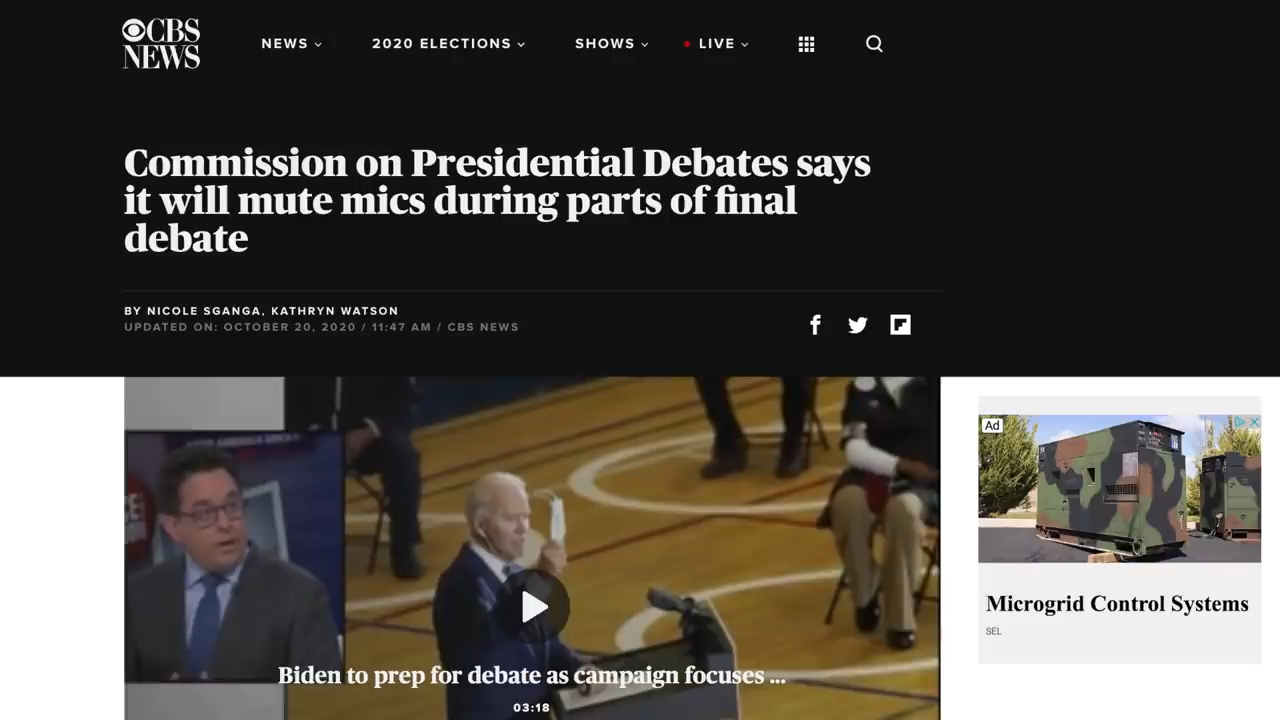 CBS NEWS
NEWS
2020 ELECTIONS
SHOWS
LIVE
Commission on Presidential Debates says
it will mute mics during parts of final
debate
BY NICOLE SGANGA, KATHRYN WATSON
UPDATED ON: OCTOBER 20, 2020 / 11:47 AM / CBS NEWS
Biden to prep for debate as campaign focuses ...
03:18
Ad
Microgrid Control Systems
SEL